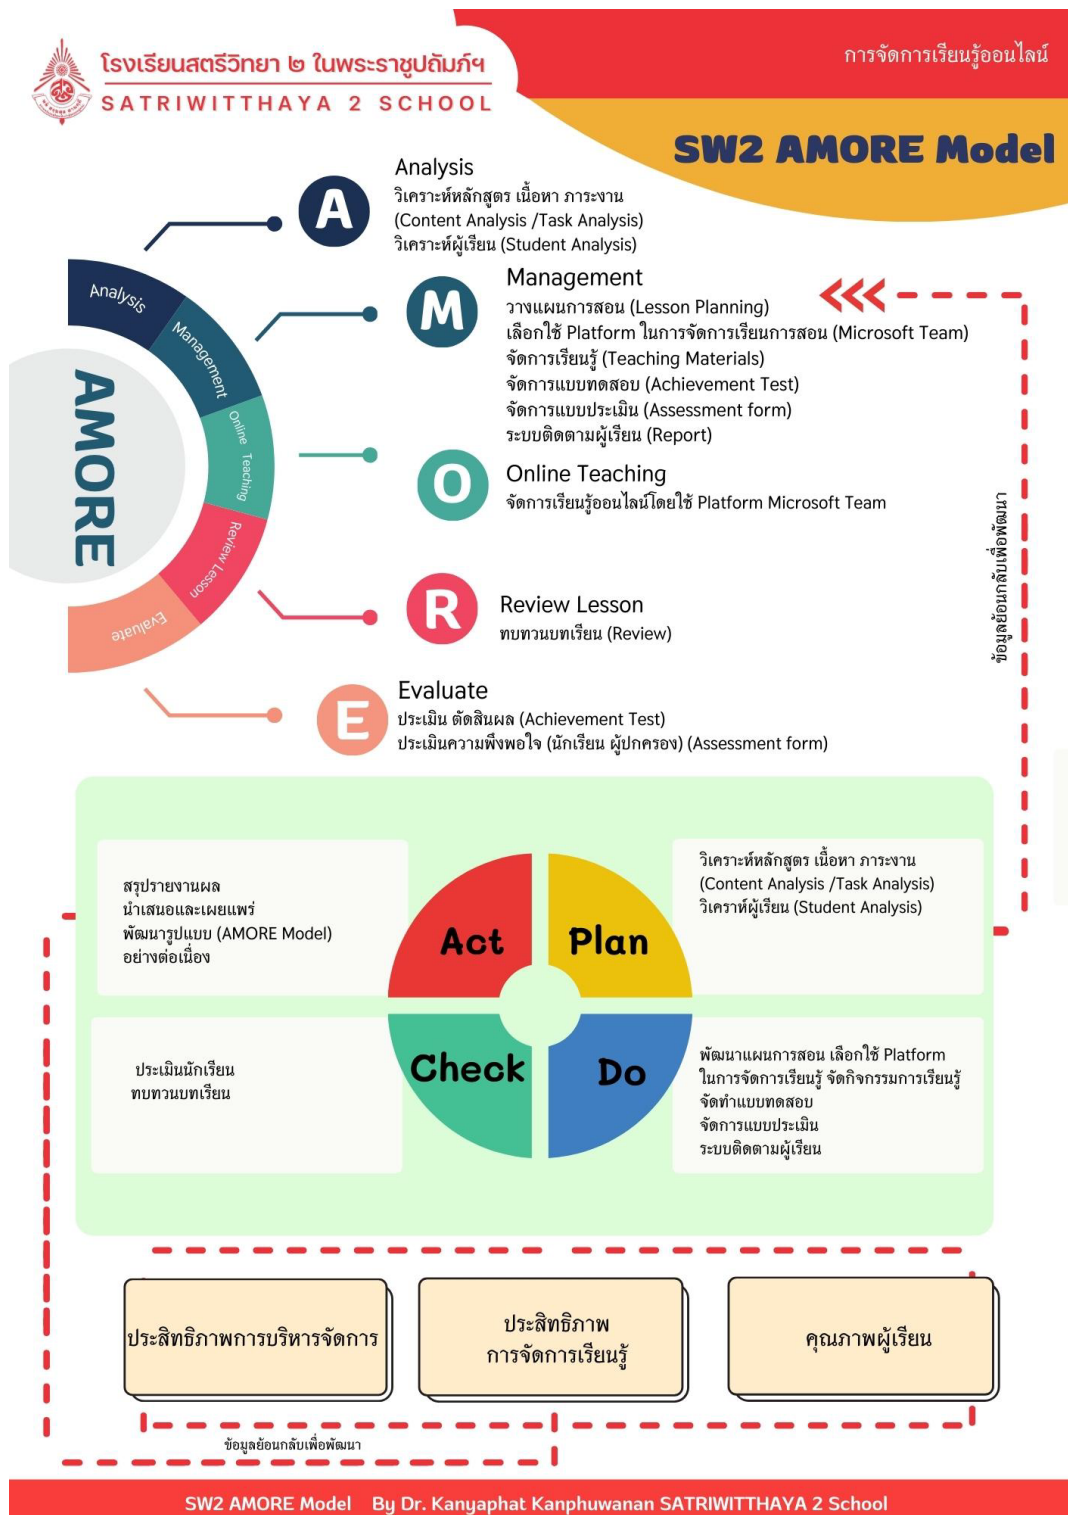 โรงเรียนสตรีวิทยา ๒ ในพระราชูปถัมภ์ฯ
SATRIWITTHAYA 2 SCHOOL
การจัดการเรียนรู้ออนไลน์
SW2 AMORE Model
AMORE
Analysis
Management
Online Teaching
Review Lesson
Evaluate
A
Analysis
วิเคราะห์หลักสูตร เนื้อหา ภาระงาน
(Content Analysis /Task Analysis)
วิเคราะห์ผู้เรียน (Student Analysis)
M
Management
วางแผนการสอน (Lesson Planning)
เลือกใช้ Platform ในการจัดการเรียนการสอน (Microsoft Team)
จัดการเรียนรู้ (Teaching Materials)
จัดการแบบทดสอบ (Achievement Test)
จัดการแบบประเมิน (Assessment form)
ระบบติดตามผู้เรียน (Report)
O
Online Teaching
จัดการเรียนรู้ออนไลน์โดยใช้ Platform Microsoft Team
R
Review Lesson
ทบทวนบทเรียน (Review)
E
Evaluate
ประเมิน ตัดสินผล (Achievement Test)
ประเมินความพึงพอใจ (นักเรียน ผู้ปกครอง) (Assessment form)
ข้อมูลย้อนกลับเพื่อพัฒนา
สรุปรายงานผล
นำเสนอและเผยแพร่
พัฒนารูปแบบ (AMORE Model)
อย่างต่อเนื่อง
Act
Plan
วิเคราะห์หลักสูตร เนื้อหา ภาระงาน
(Content Analysis /Task Analysis)
วิเคราห์ผู้เรียน (Student Analysis)
ประเมินนักเรียน
ทบทวนบทเรียน
Check
Do
พัฒนาแผนการสอน เลือกใช้ Platform
ในการจัดการเรียนรู้ จัดกิจกรรมการเรียนรู้
จัดทำแบบทดสอบ
จัดการแบบประเมิน
ระบบติดตามผู้เรียน
ประสิทธิภาพการบริหารจัดการ
ประสิทธิภาพ
การจัดการเรียนรู้
คุณภาพผู้เรียน
ข้อมูลย้อนกลับเพื่อพัฒนา
SW2 AMORE Model By Dr. Kanyaphat Kanphuwanan SATRIWITTHAYA 2 School